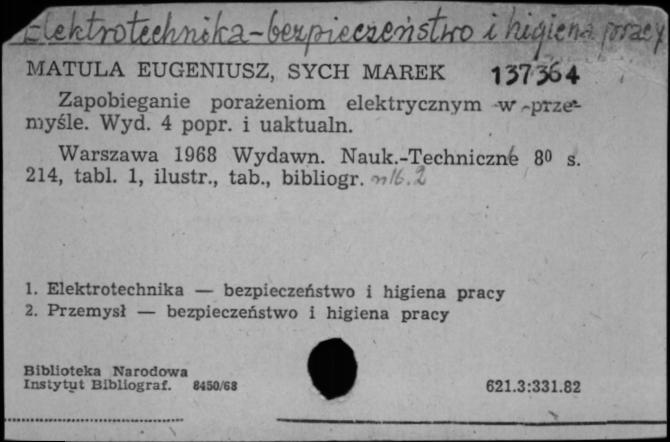 Elektrotechnika-bezpieczeństwo i higiena pracy
MATULA EUGENIUSZ, SYCH MAREK 137364
Zapobieganie porażeniom elektrycznym w prze-
myśle. Wyd. 4 popr. i uaktualn.
Warszawa 1968 Wydawn. Nauk.-Techniczne 8⁰ s.
214, tabl. 1, ilustr., tab., bibliogr.
1. Elektrotechnika — bezpieczeństwo i higiena pracy
2. Przemysł — bezpieczeństwo i higiena pracy
Biblioteka Narodowa
Instytut Bibliograf. 8450/68 621.3:331.82